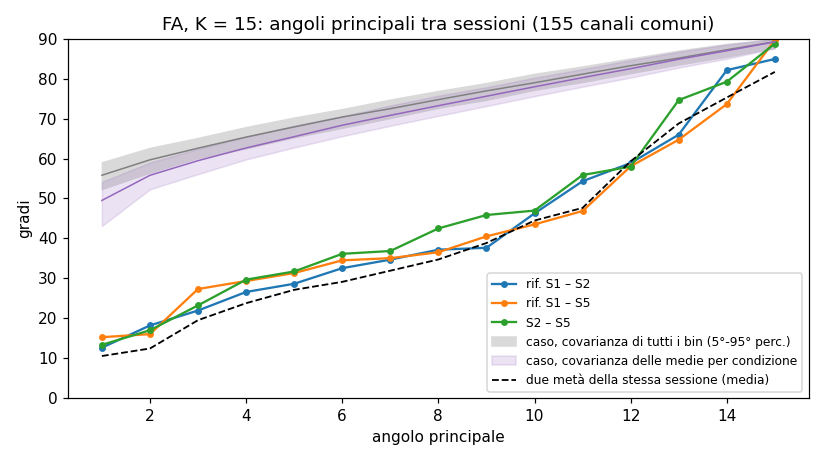 FA, K = 15: angoli principali tra sessioni (155 canali comuni)
90
80
70
60
50
40
30
20
10
0
gradi
rif. S1 – S2
rif. S1 – S5
S2 – S5
caso, covarianza di tutti i bin (5°-95° perc.)
caso, covarianza delle medie per condizione
due metà della stessa sessione (media)
2 4 6 8 10 12 14
angolo principale